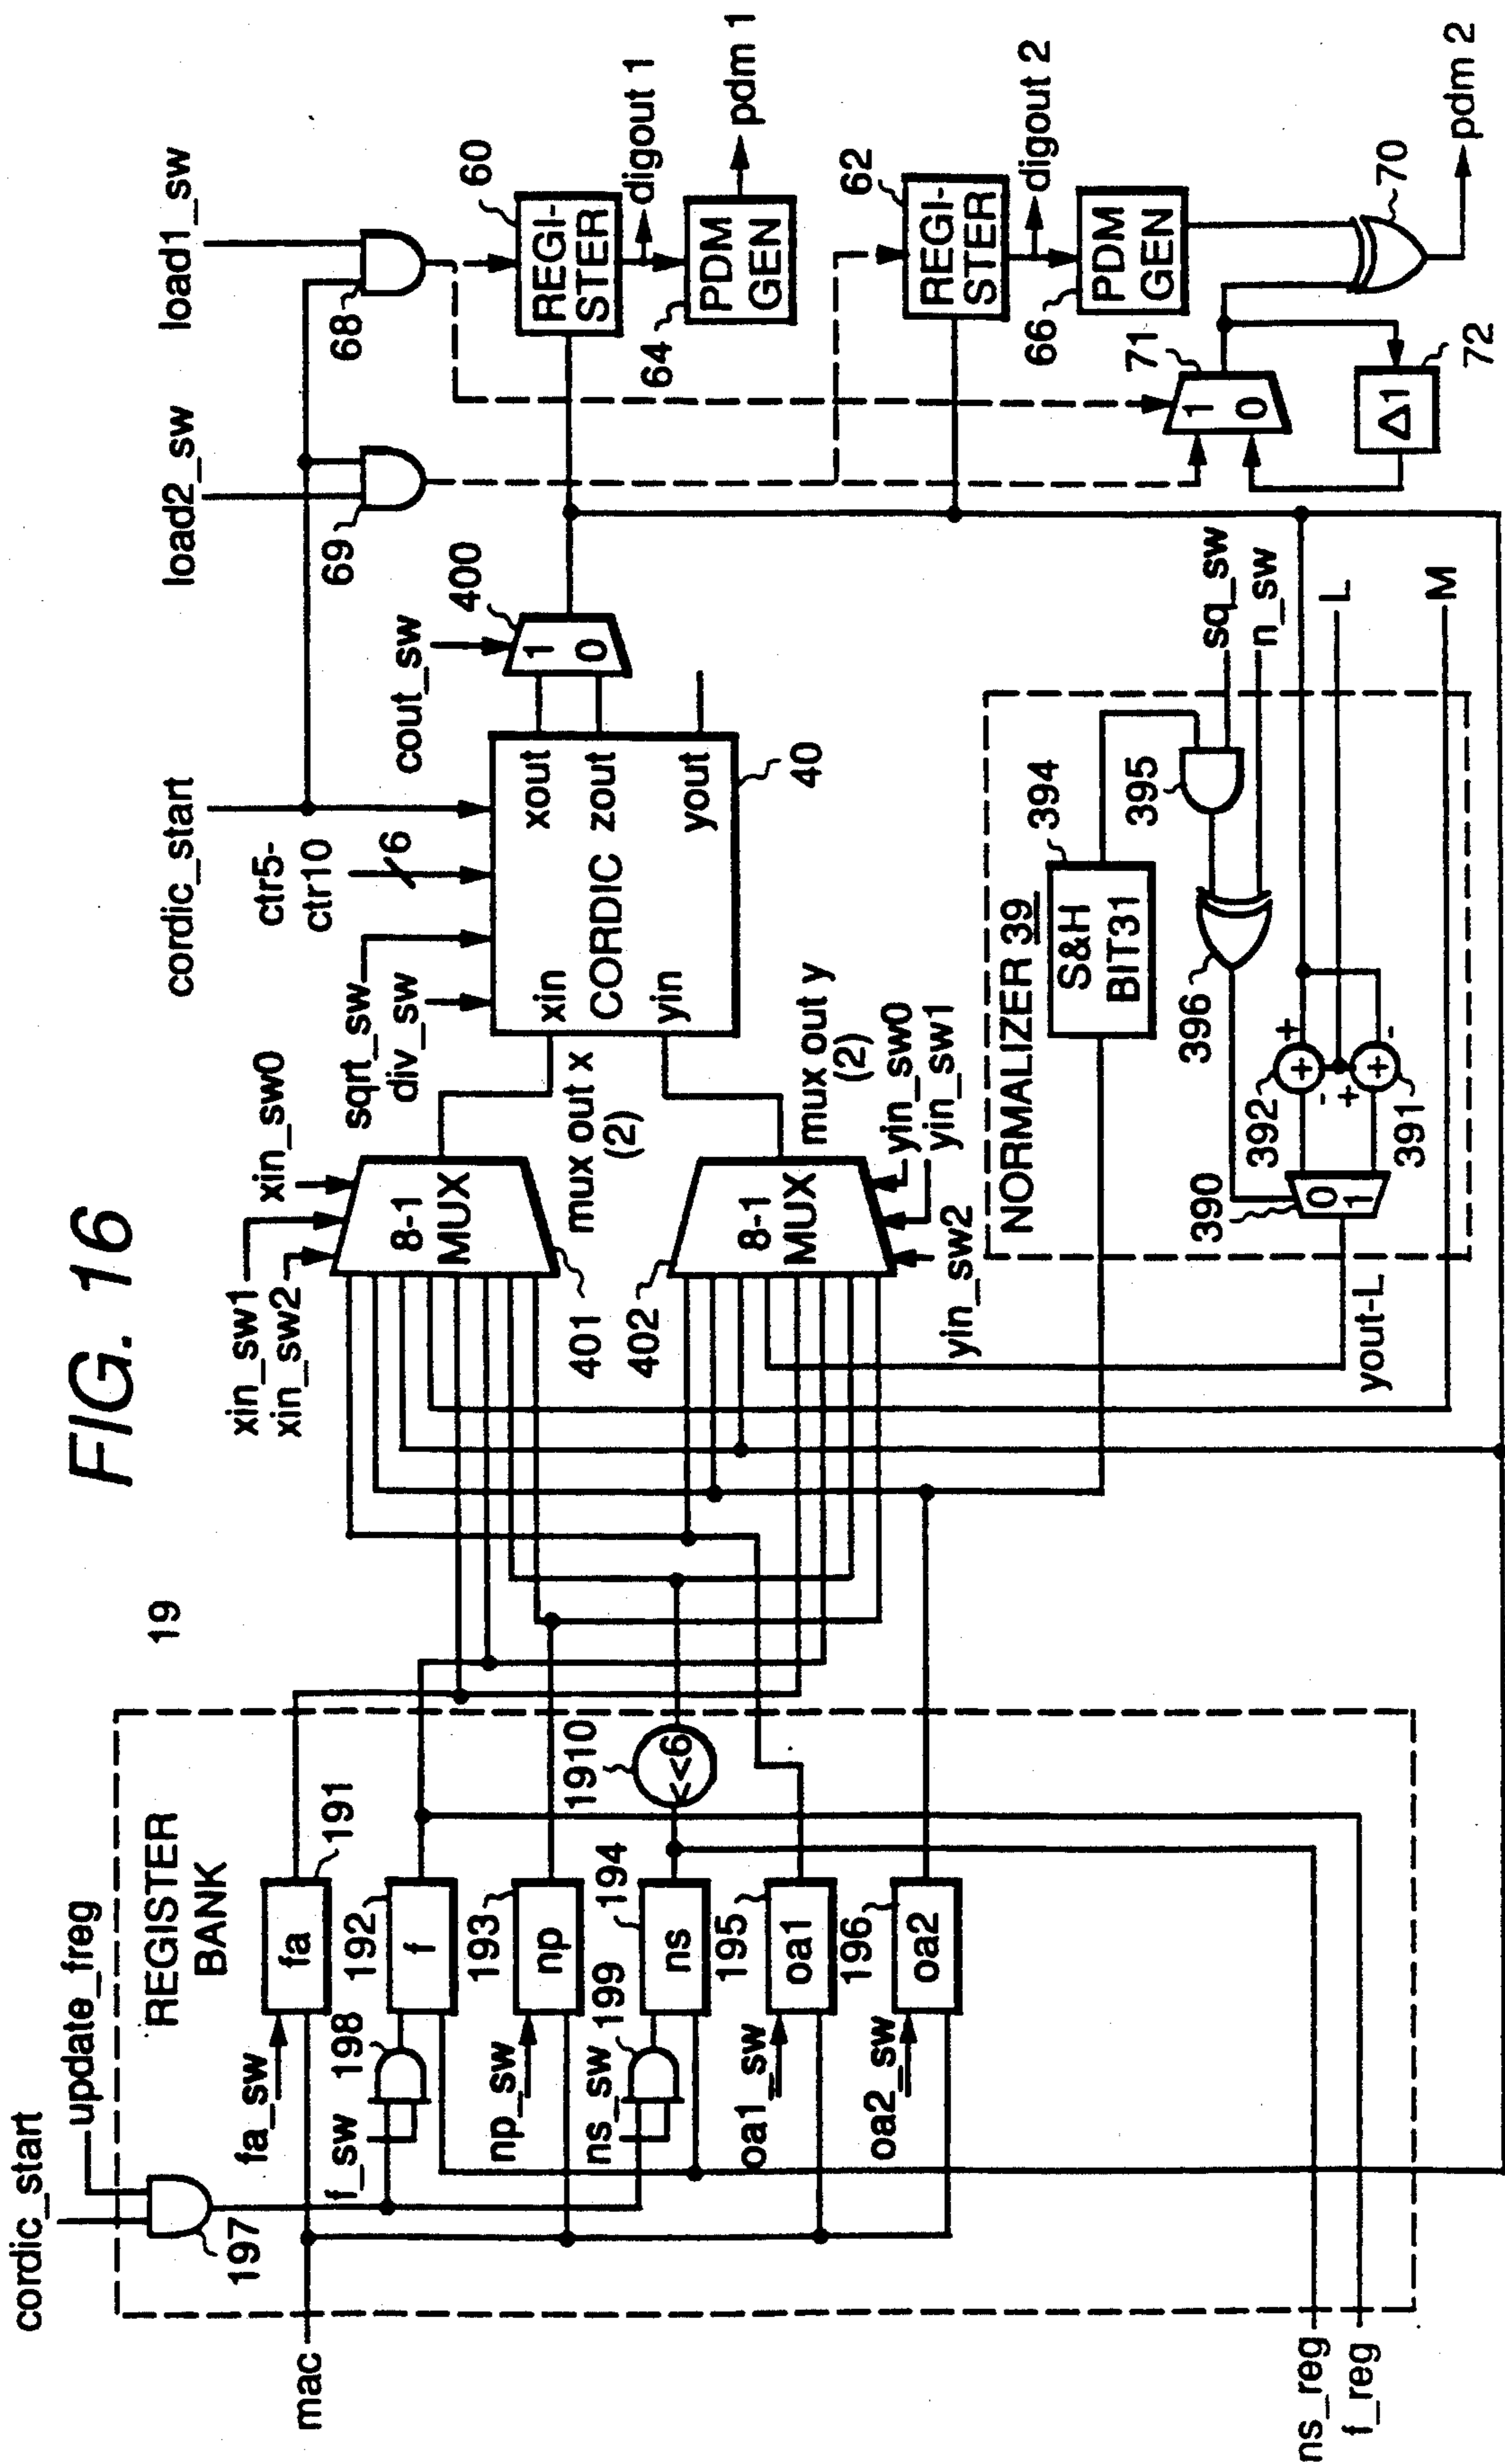 FIG. 16
19
cordic_start
update_freg
REGISTER
BANK
197
mac
fa_sw
fa
191
f_sw
198
192
f
np_sw
193
np
ns_sw
199
ns
194
1910
<<6
oa1_sw
195
oa1
oa2_sw
196
oa2
ns_reg
f_reg
xin_sw1
xin_sw2
xin_sw0
8-1
MUX
401
mux out x
(2)
402
8-1
MUX
mux out y
(2)
yin_sw0
yin_sw1
yin_sw2
cordic_start
ctr5-
ctr10
6
sqrt_sw
div_sw
xin
CORDIC
yin
xout
zout
yout
40
cout_sw
400
1
0
load2_sw
load1_sw
69
68
60
REGI-
STER
digout 1
64
PDM
GEN
pdm 1
62
REGI-
STER
digout 2
66
PDM
GEN
71
1
0
72
Δ1
70
pdm 2
NORMALIZER 39
394
S&H
BIT31
395
sq_sw
n_sw
396
390
0
1
392
+
+
-
+
+
-
391
L
M
yout-L